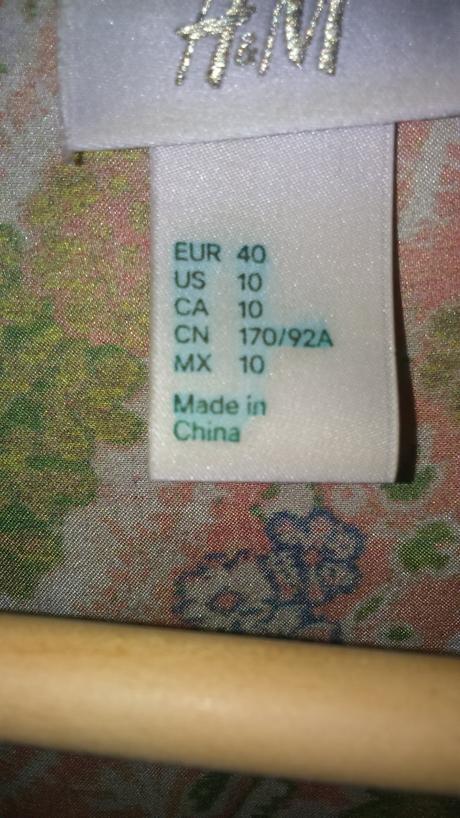 H&M
EUR 40
US 10
CA 10
CN 170/92A
MX 10
Made in
China